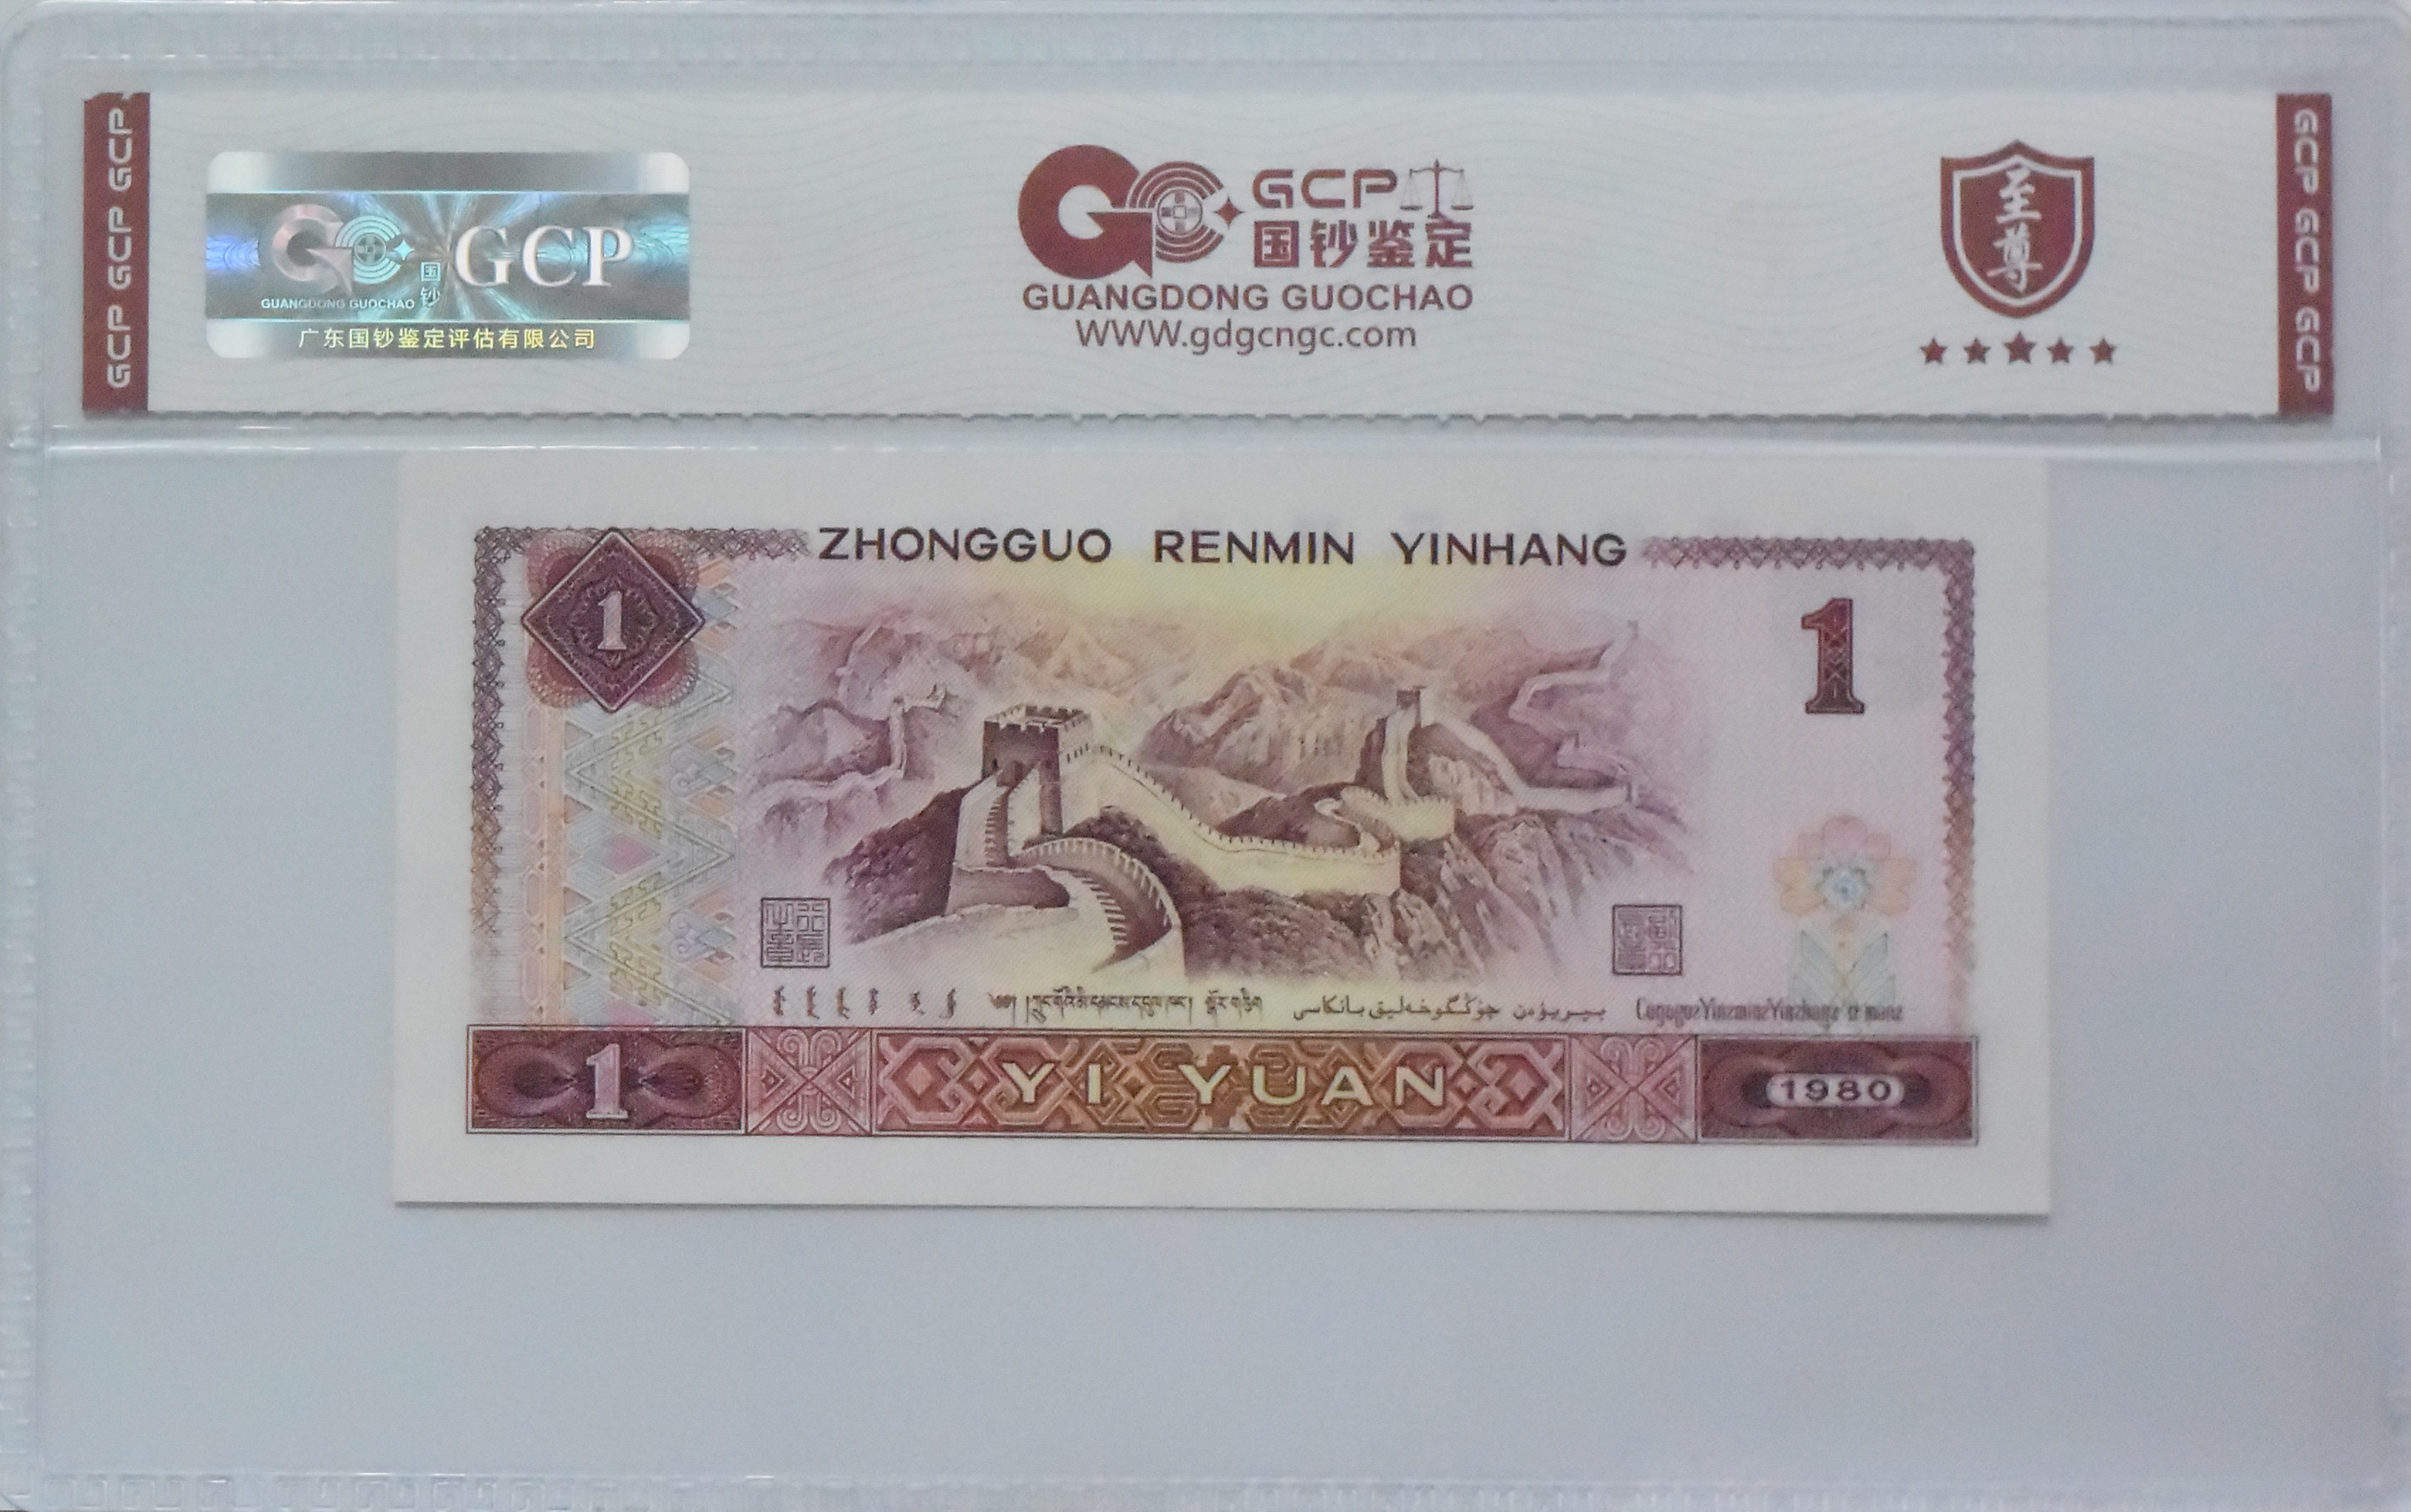 GCP GCP GCP
GCP
GUANGDONG GUOCHAO
国钞
广东国钞鉴定评估有限公司
GCP
国钞鉴定
GUANGDONG GUOCHAO
WWW.gdgcngc.com
至尊
GCP GCP GCP
ZHONGGUO RENMIN YINHANG
1
1
1
YI YUAN
1980